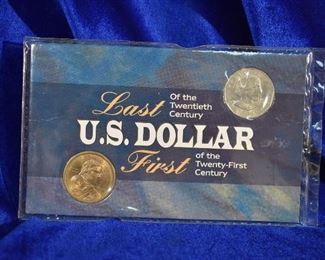 Last Of the
Twentieth
Century
U.S. DOLLAR
First of the
Twenty-First
Century